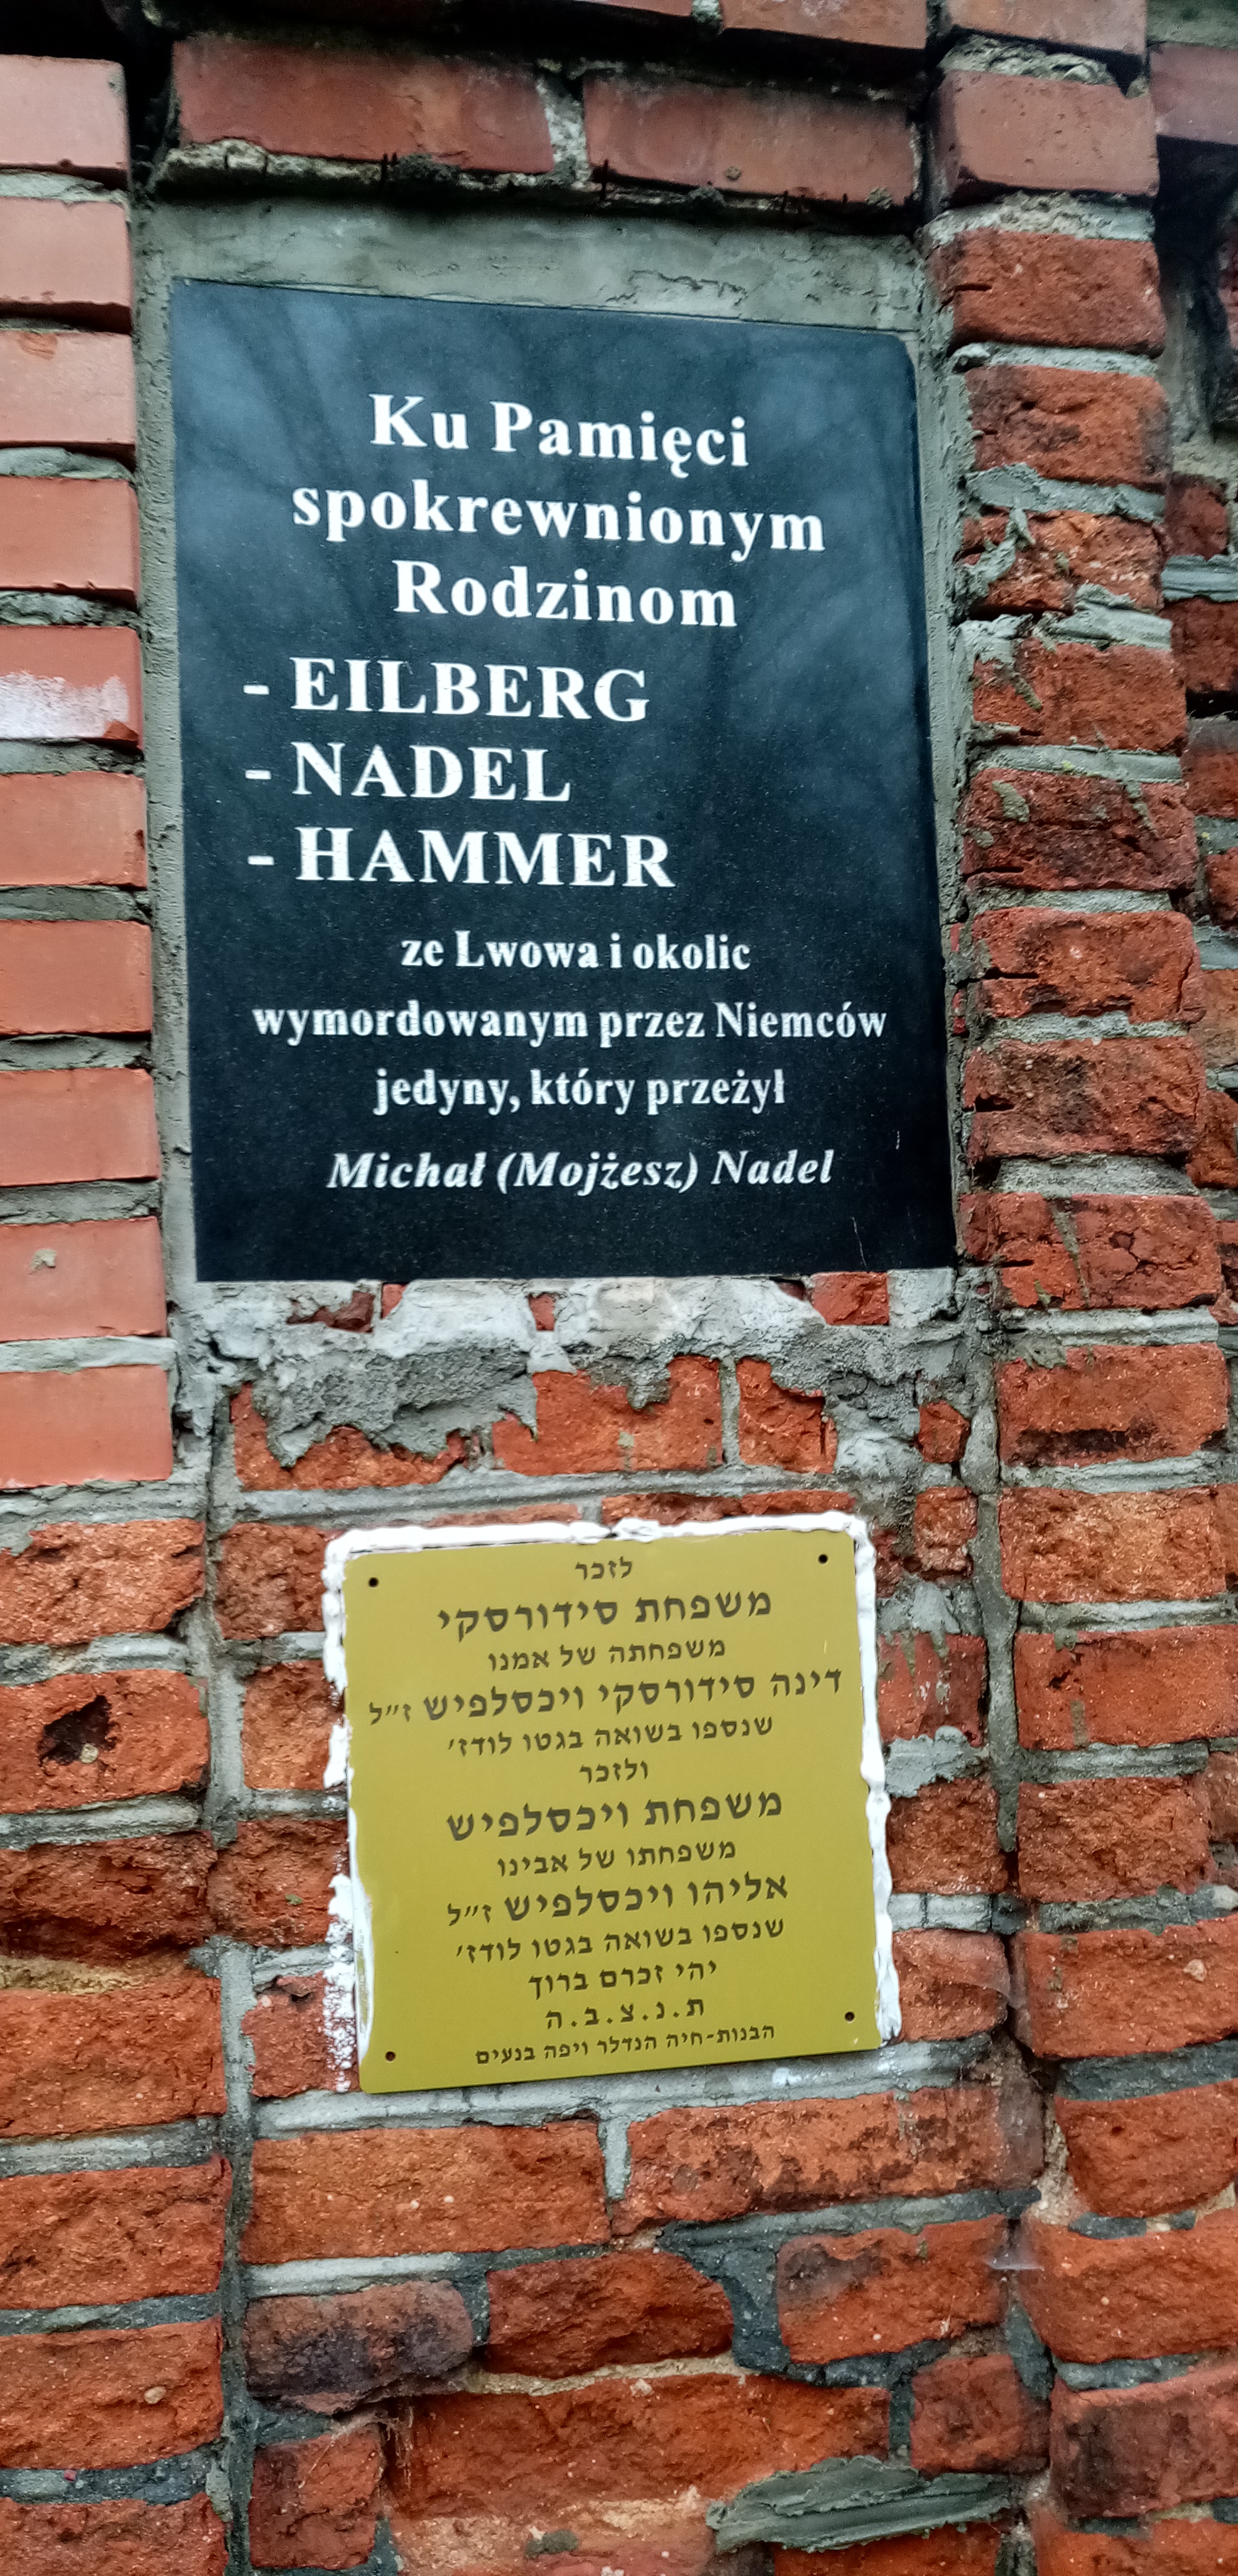 Ku Pamięci
spokrewnionym
Rodzinom
- EILBERG
- NADEL
- HAMMER
ze Lwowa i okolic
wymordowanym przez Niemców
jedyny, który przeżył
Michał (Mojżesz) Nadel
לזכר
משפחת סידורסקי
משפחתה של אמנו
דינה סידורסקי ויכסלפיש ז״ל
שנספו בשואה בגטו לודז׳
ולזכר
משפחת ויכסלפיש
משפחתו של אבינו
אליהו ויכסלפיש ז״ל
שנספו בשואה בגטו לודז׳
יהי זכרם ברוך
ת.נ.צ.ב.ה
הבנות-חיה הנדלר ויפה בנעים